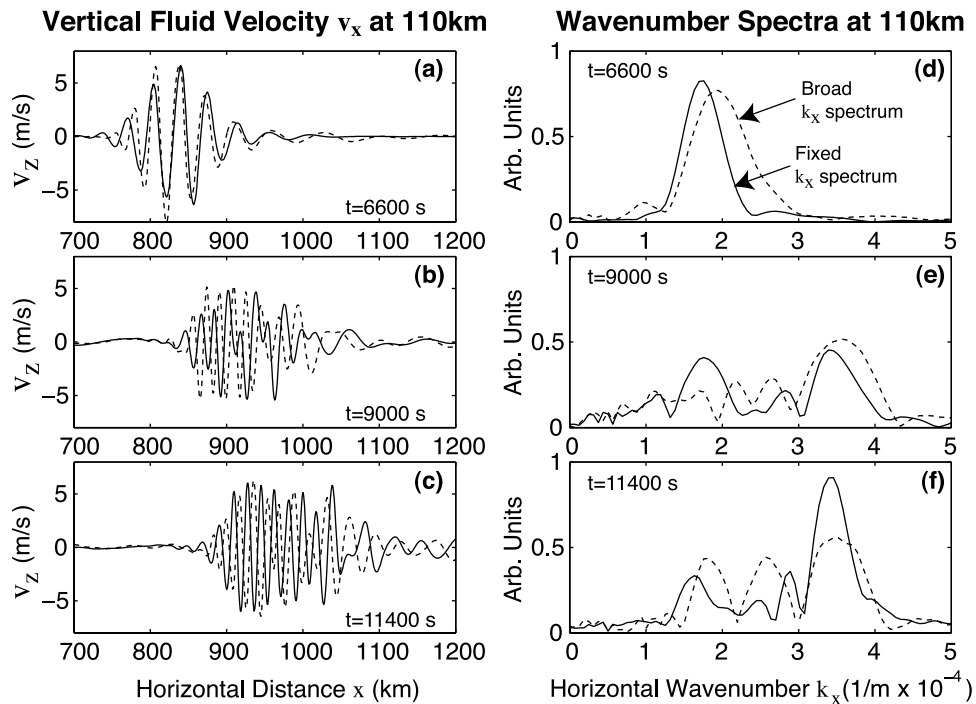 Vertical Fluid Velocity vx at 110km
Wavenumber Spectra at 110km
(a)
5
0
−5
vZ (m/s)
t=6600 s
700 800 900 1000 1100 1200
(b)
5
0
−5
vZ (m/s)
t=9000 s
700 800 900 1000 1100 1200
(c)
5
0
−5
vZ (m/s)
t=11400 s
700 800 900 1000 1100 1200
Horizontal Distance x (km)
(d)
t=6600 s
Broad
kx spectrum
Fixed
kx spectrum
1
0.5
0
Arb. Units
0 1 2 3 4 5
(e)
t=9000 s
1
0.5
0
Arb. Units
0 1 2 3 4 5
(f)
t=11400 s
1
0.5
0
Arb. Units
0 1 2 3 4 5
Horizontal Wavenumber kx(1/m x 10−4)